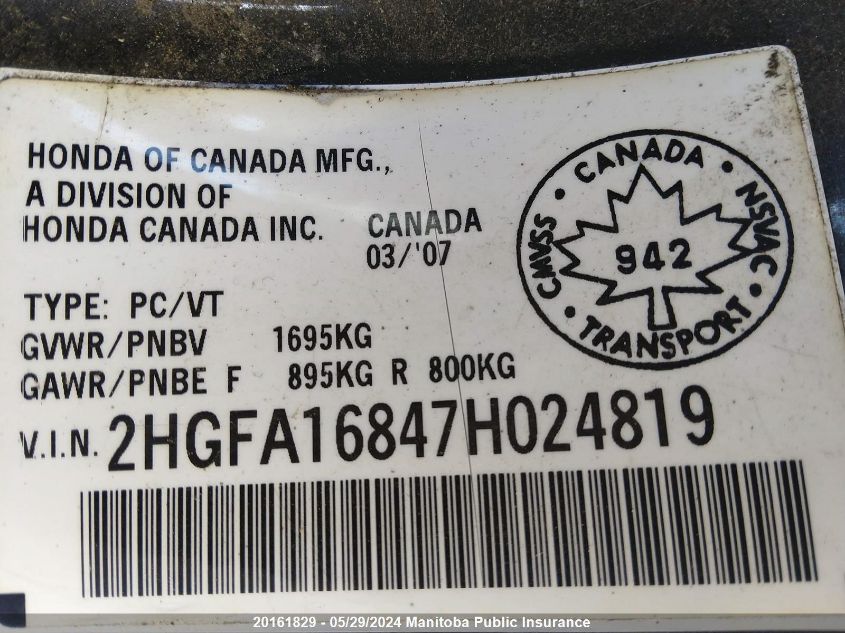 HONDA OF CANADA MFG.,
A DIVISION OF
HONDA CANADA INC. CANADA
03/'07
TYPE: PC/VT
GVWR/PNBV 1695KG
GAWR/PNBE F 895KG R 800KG
V.I.N. 2HGFA16847H024819
CANADA
CMVSS
NSVAC
942
TRANSPORT
20161829 - 05/29/2024 Manitoba Public Insurance